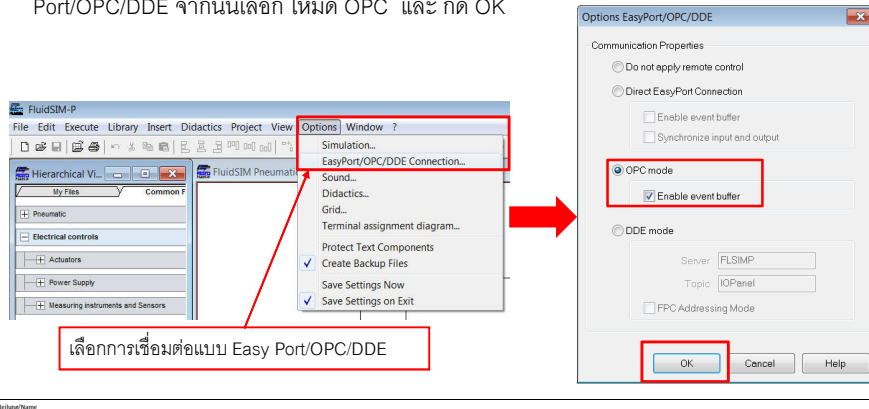 Port/OPC/DDE จากนั้นเลือก โหมด OPC และ กด OK
FluidSIM-P
File Edit Execute Library Insert Didactics Project View Options Window ?
Hierarchical Vi...
My Files Common F
Pneumatic
Electrical controls
Actuators
Power Supply
Measuring instruments and Sensors
FluidSIM Pneumati
Simulation...
EasyPort/OPC/DDE Connection...
Sound...
Didactics...
Grid...
Terminal assignment diagram...
Protect Text Components
Create Backup Files
Save Settings Now
Save Settings on Exit
เลือกการเชื่อมต่อแบบ Easy Port/OPC/DDE
Options EasyPort/OPC/DDE
Communication Properties
Do not apply remote control
Direct EasyPort Connection
Enable event buffer
Synchronize input and output
OPC mode
Enable event buffer
DDE mode
Server FLSIMP
Topic IOPanel
FPC Addressing Mode
OK Cancel Help